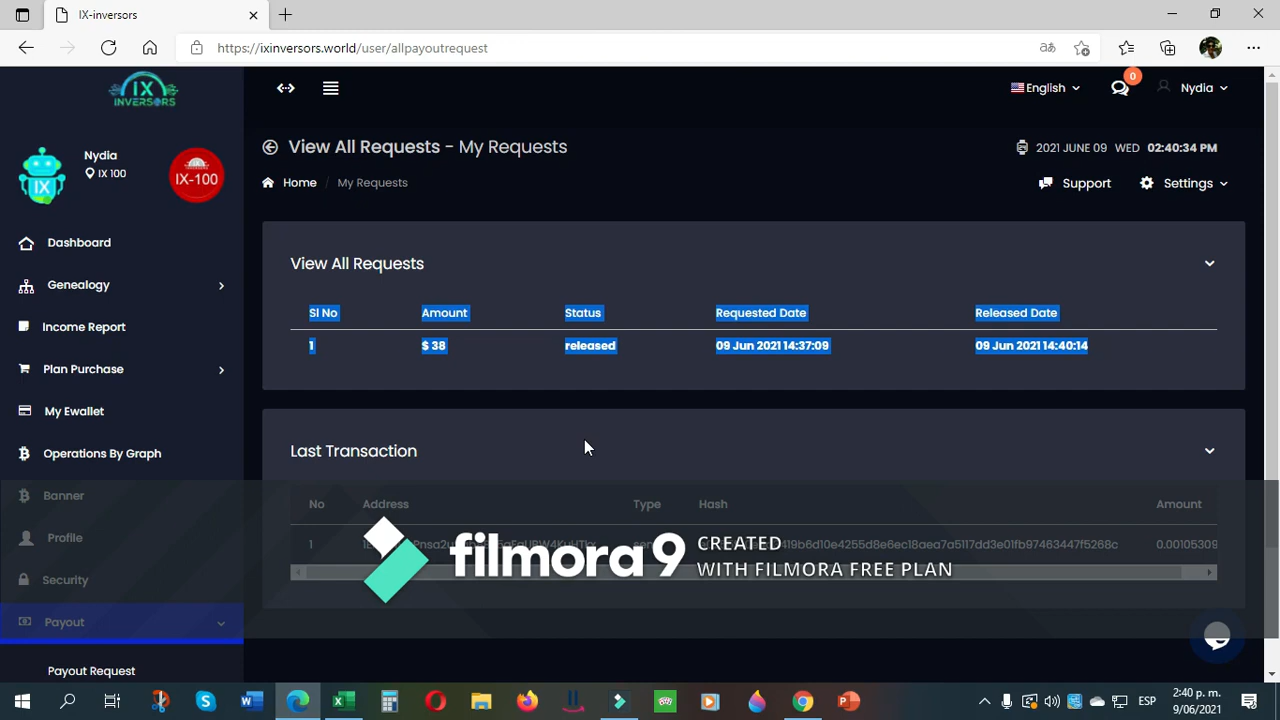 IX-inversors
https://ixinversors.world/user/allpayoutrequest
IX
INVERSORS
English
0
Nydia
Nydia
IX 100
IX-100
IX
View All Requests - My Requests
2021 JUNE 09 WED 02:40:34 PM
Home / My Requests
Support
Settings
Dashboard
Genealogy
Income Report
Plan Purchase
My Ewallet
Operations By Graph
Banner
Profile
Security
Payout
Payout Request
View All Requests
Sl No Amount Status Requested Date Released Date
1 $ 38 released 09 Jun 2021 14:37:09 09 Jun 2021 14:40:14
Last Transaction
No Address Type Hash Amount
1 0.00105309
filmora9
CREATED
WITH FILMORA FREE PLAN
ESP
2:40 p. m.
9/06/2021